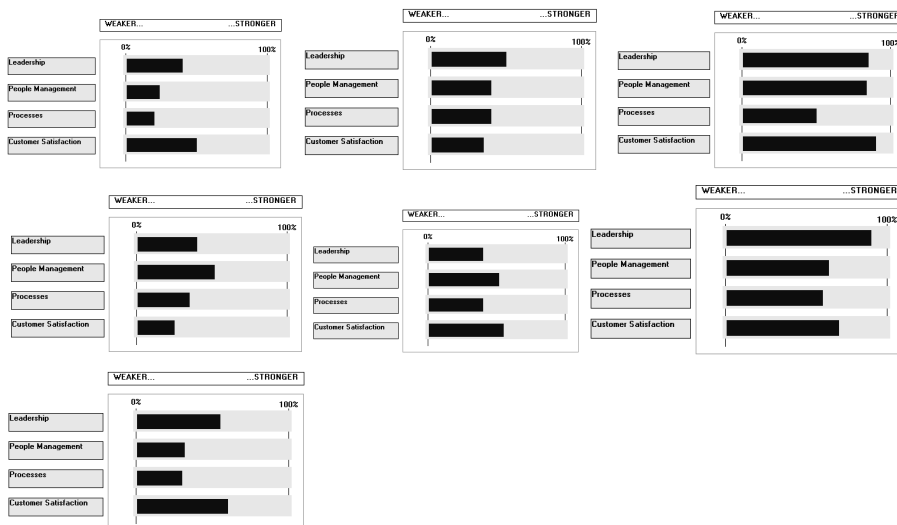 WEAKER... ...STRONGER
0% 100%
Leadership
People Management
Processes
Customer Satisfaction
WEAKER... ...STRONGER
0% 100%
Leadership
People Management
Processes
Customer Satisfaction
WEAKER... ...STRONGER
0% 100%
Leadership
People Management
Processes
Customer Satisfaction
WEAKER... ...STRONGER
0% 100%
Leadership
People Management
Processes
Customer Satisfaction
WEAKER... ...STRONGER
0% 100%
Leadership
People Management
Processes
Customer Satisfaction
WEAKER... ...STRONGER
0% 100%
Leadership
People Management
Processes
Customer Satisfaction
WEAKER... ...STRONGER
0% 100%
Leadership
People Management
Processes
Customer Satisfaction